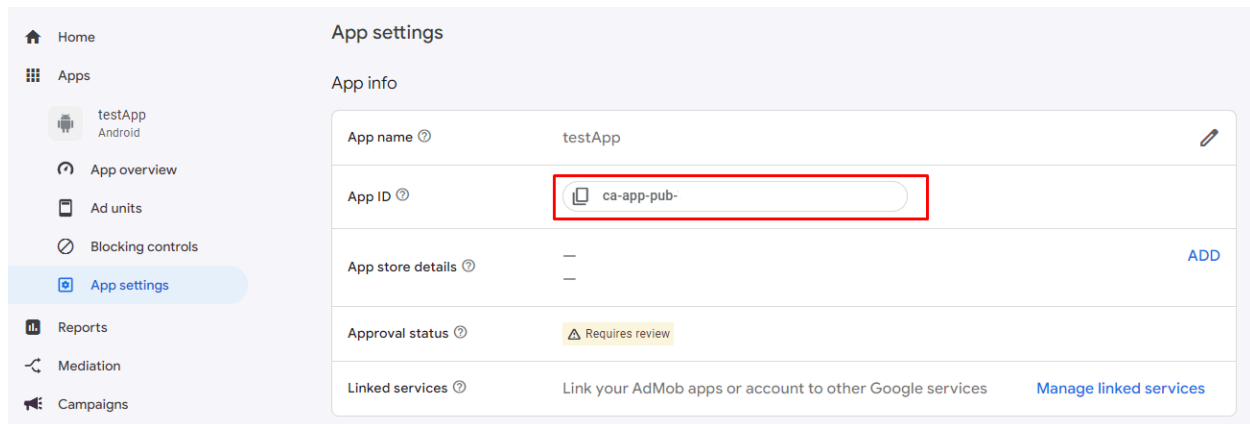 Home
Apps
testApp
Android
App overview
Ad units
Blocking controls
App settings
Reports
Mediation
Campaigns
App settings
App info
App name
testApp
App ID
ca-app-pub-
App store details
—
—
ADD
Approval status
Requires review
Linked services
Link your AdMob apps or account to other Google services
Manage linked services